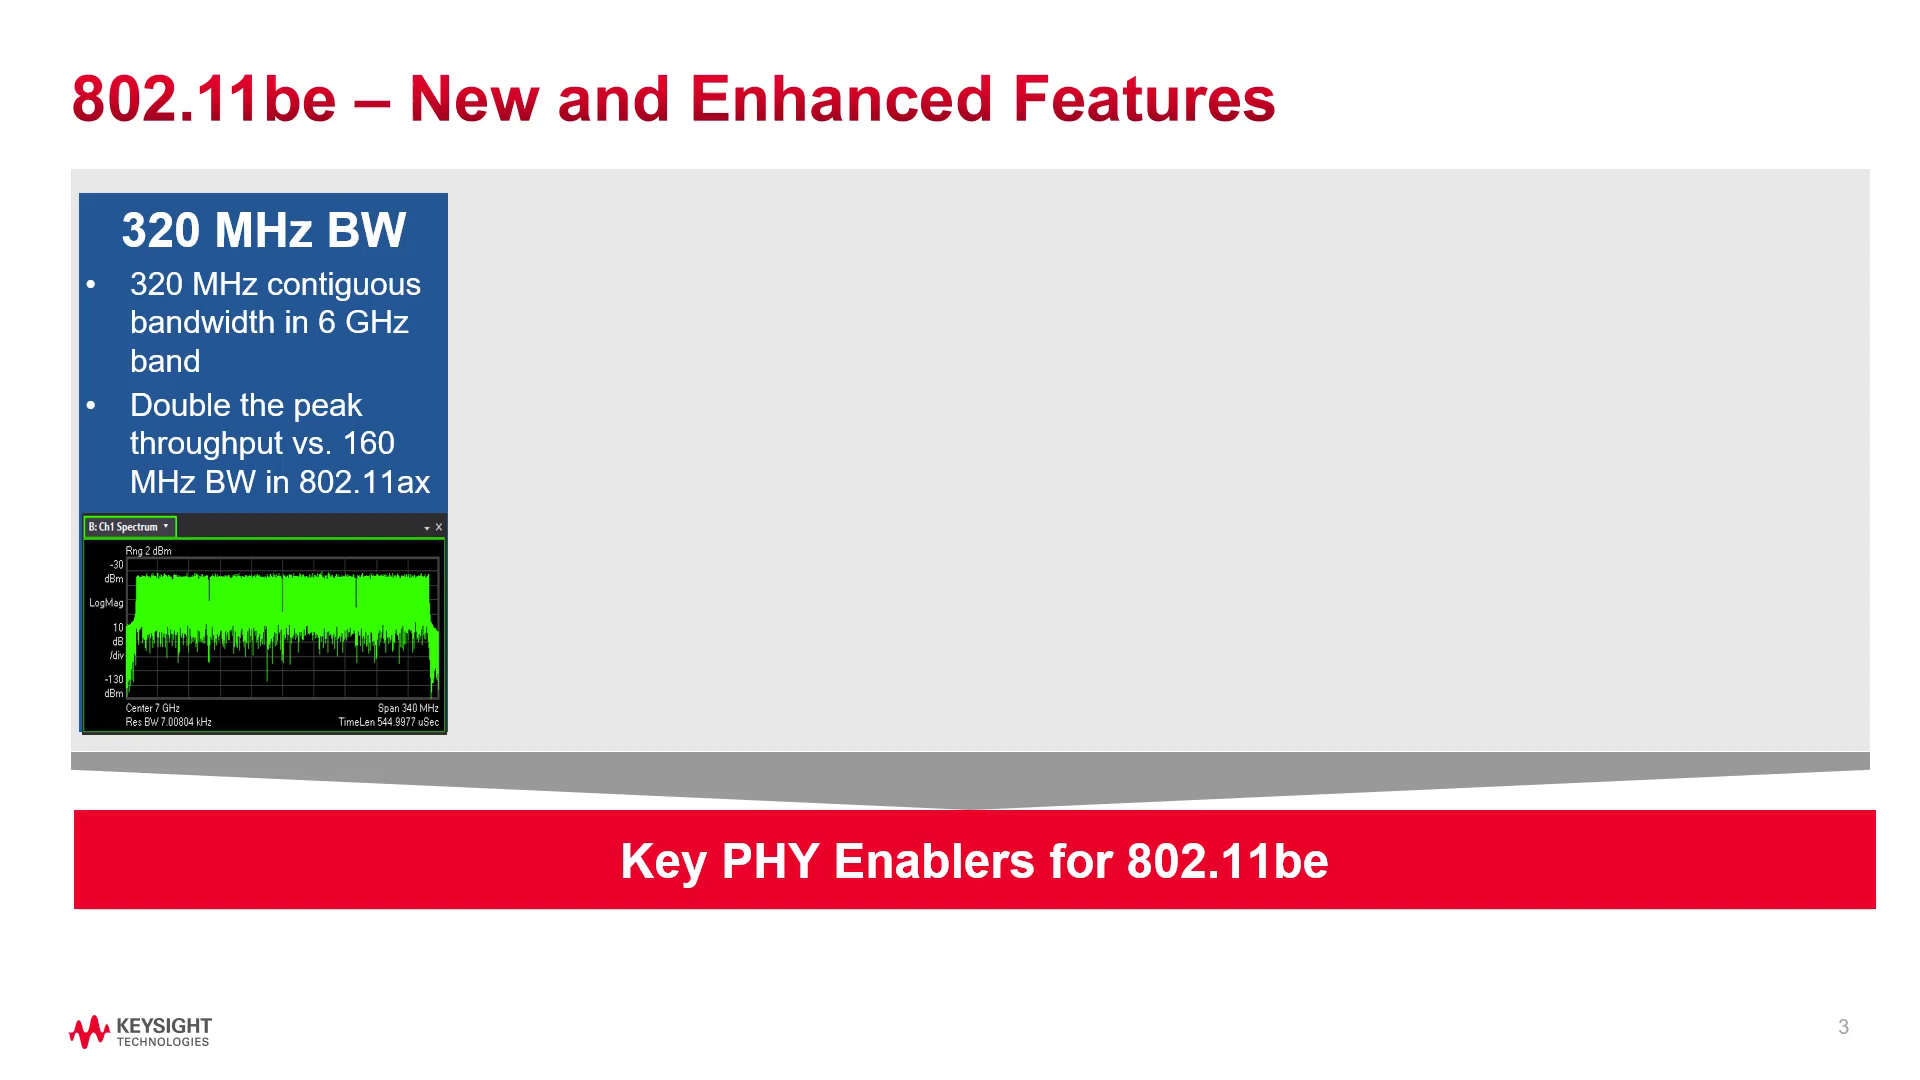 802.11be – New and Enhanced Features
320 MHz BW
• 320 MHz contiguous
bandwidth in 6 GHz
band
• Double the peak
throughput vs. 160
MHz BW in 802.11ax
B: Ch1 Spectrum
Rng 2 dBm
-30
dBm
LogMag
10
dB
/div
-130
dBm
Center 7 GHz
Span 340 MHz
Res BW 7.00804 kHz
TimeLen 544.9977 uSec
Key PHY Enablers for 802.11be
KEYSIGHT
TECHNOLOGIES
3